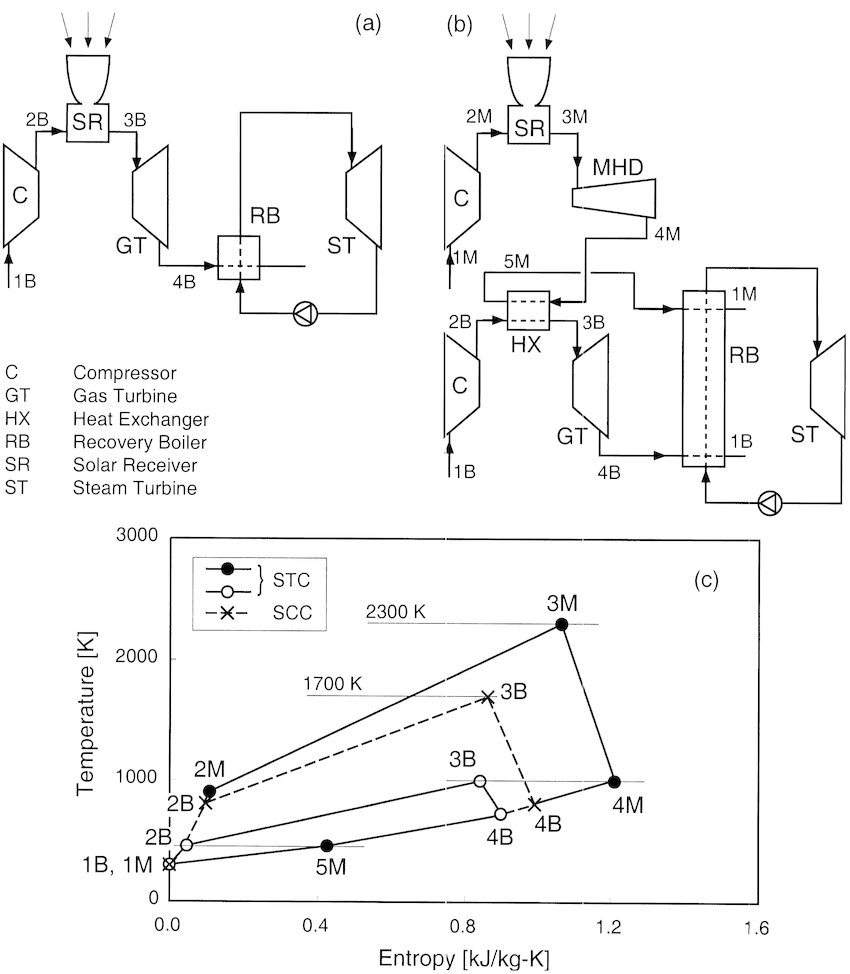 (a)
2B
SR
3B
C
GT
RB
ST
1B
4B
(b)
2M
SR
3M
MHD
C
4M
1M
5M
2B
3B
1M
HX
RB
C
GT
ST
1B
4B
1B
C Compressor
GT Gas Turbine
HX Heat Exchanger
RB Recovery Boiler
SR Solar Receiver
ST Steam Turbine
3000
(c)
STC
SCC
3M
2300 K
2000
1700 K
3B
Temperature [K]
3B
2M
1000
2B
4M
2B
4B
4B
1B, 1M
5M
0
0.0
0.4
0.8
1.2
1.6
Entropy [kJ/kg-K]